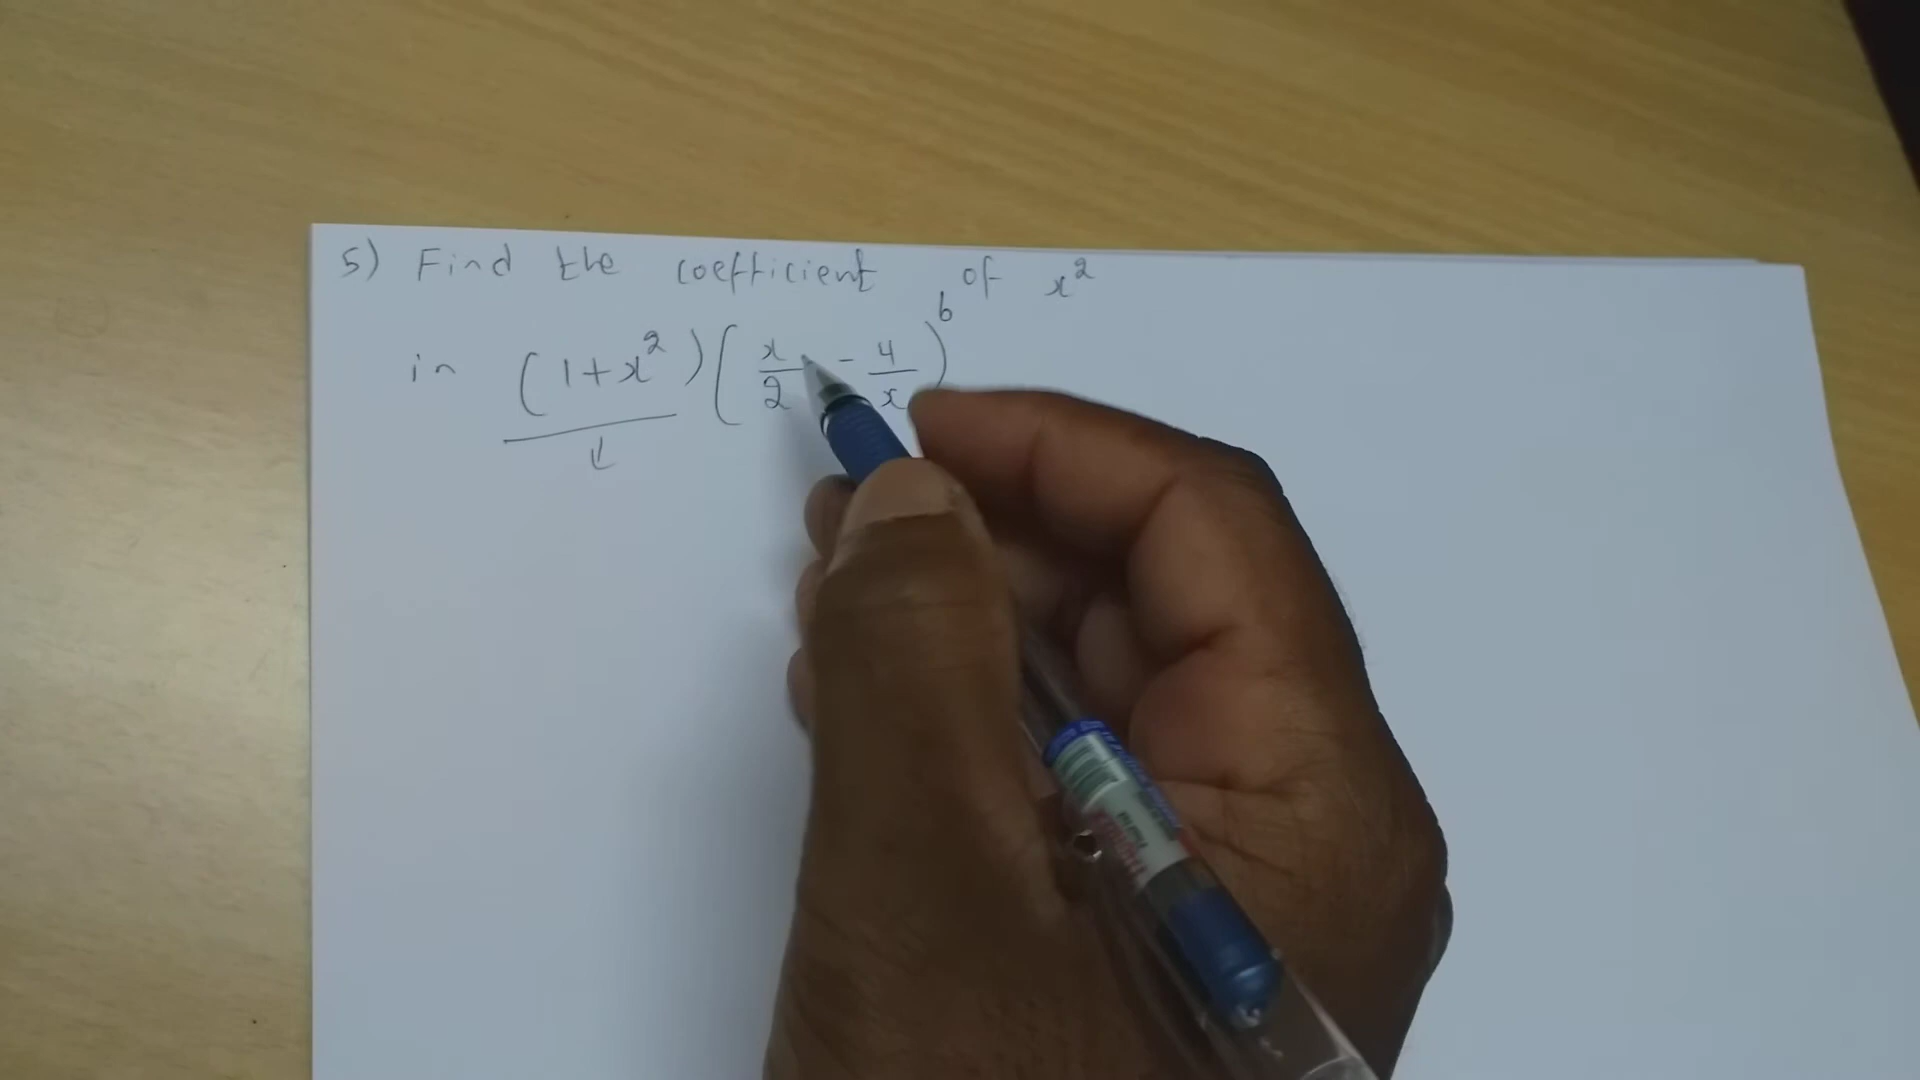 5) Find the coefficient of x²
in (1+x²)(x/2 - 4/x)⁶